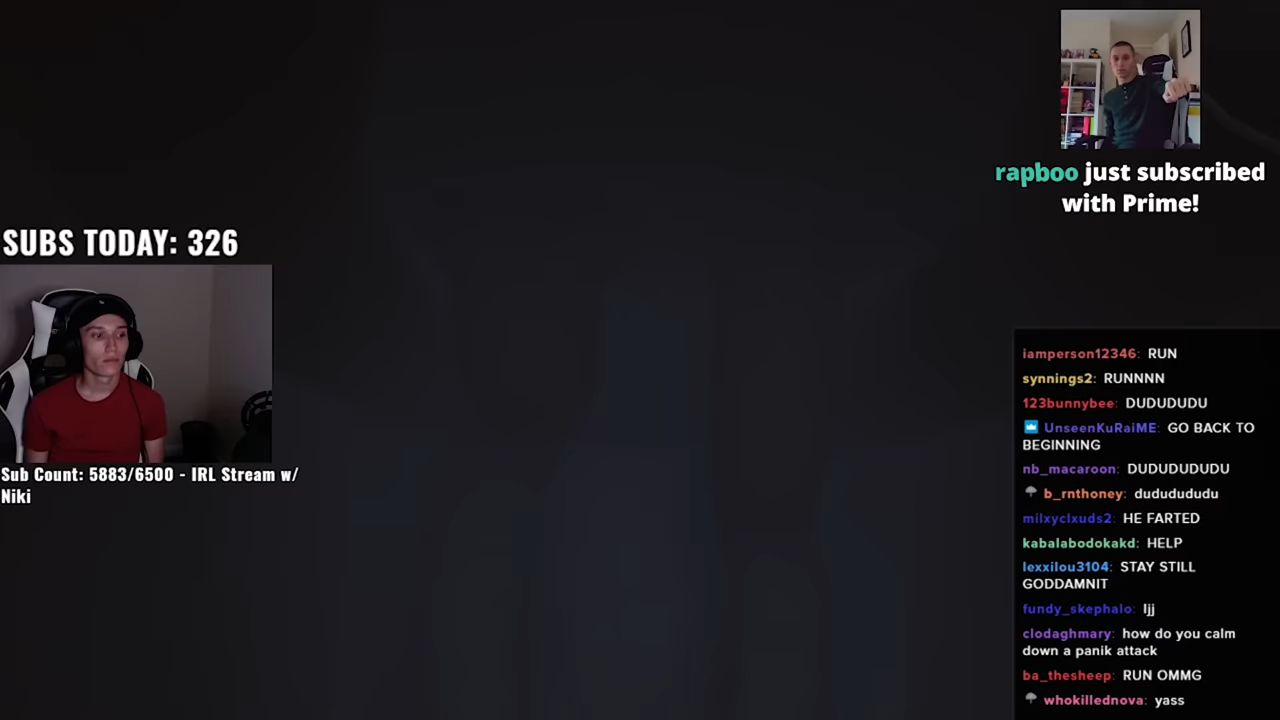 rapboo just subscribed
with Prime!
SUBS TODAY: 326
Sub Count: 5883/6500 - IRL Stream w/
Niki
iamperson12346: RUN
synnings2: RUNNNN
123bunnybee: DUDUDUDU
UnseenKuRaiME: GO BACK TO
BEGINNING
nb_macaroon: DUDUDUDUDU
b_rnthoney: dududududu
milxyclxuds2: HE FARTED
kabalabodokakd: HELP
lexxilou3104: STAY STILL
GODDAMNIT
fundy_skephalo: ljj
clodaghmary: how do you calm
down a panik attack
ba_thesheep: RUN OMMG
whokillednova: yass